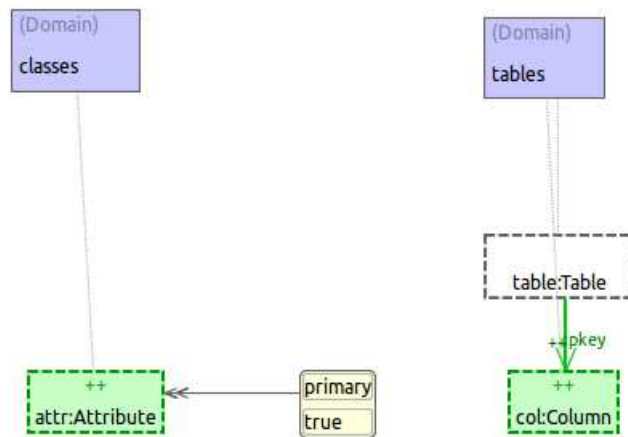 (Domain)
classes
(Domain)
tables
table:Table
++ pkey
++
attr:Attribute
primary
true
++
col:Column